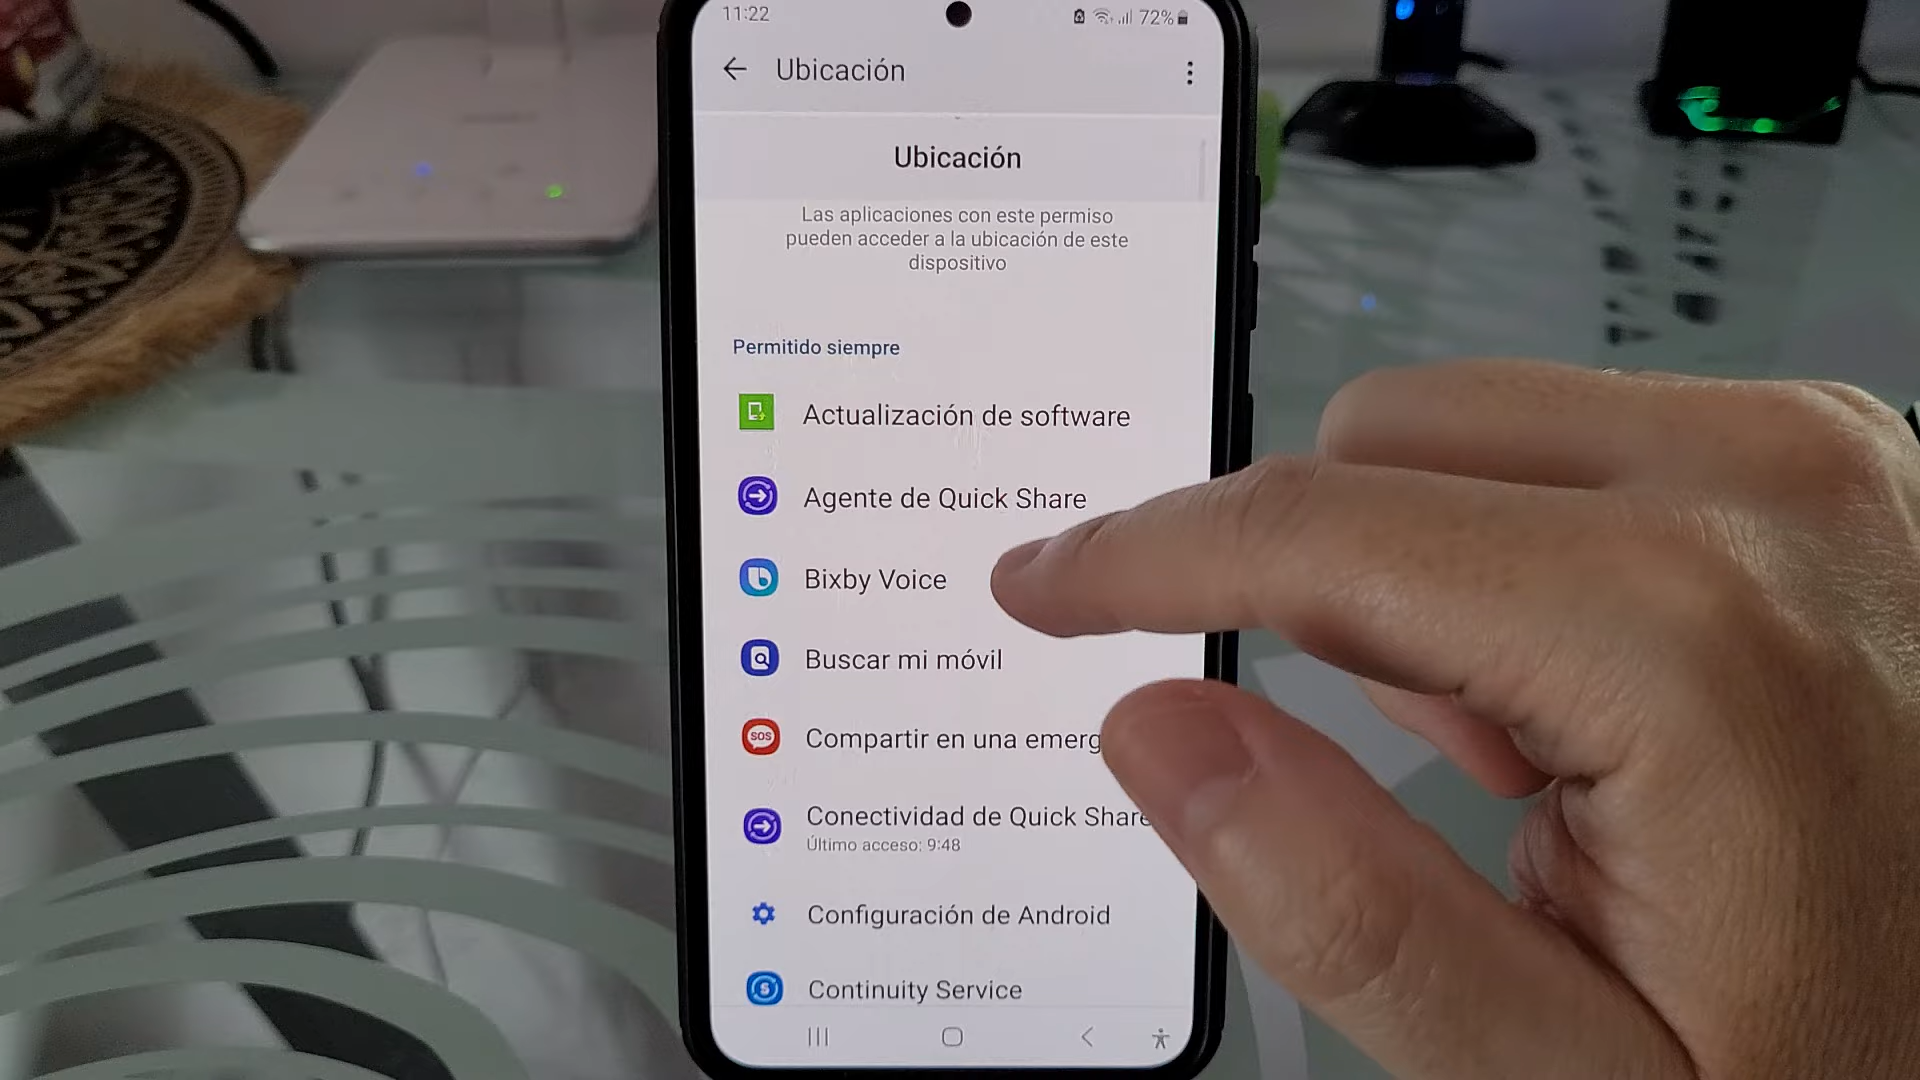 11:22
72%
Ubicación
Ubicación
Las aplicaciones con este permiso
pueden acceder a la ubicación de este
dispositivo
Permitido siempre
Actualización de software
Agente de Quick Share
Bixby Voice
Buscar mi móvil
SOS
Compartir en una emerg
Conectividad de Quick Share
Último acceso: 9:48
Configuración de Android
Continuity Service